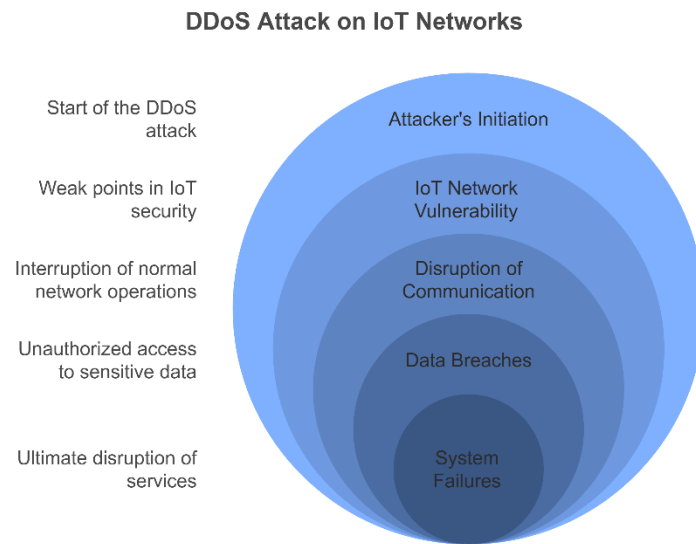 DDoS Attack on IoT Networks
Start of the DDoS
attack
Attacker's Initiation
Weak points in IoT
security
IoT Network
Vulnerability
Interruption of normal
network operations
Disruption of
Communication
Unauthorized access
to sensitive data
Data Breaches
Ultimate disruption of
services
System
Failures